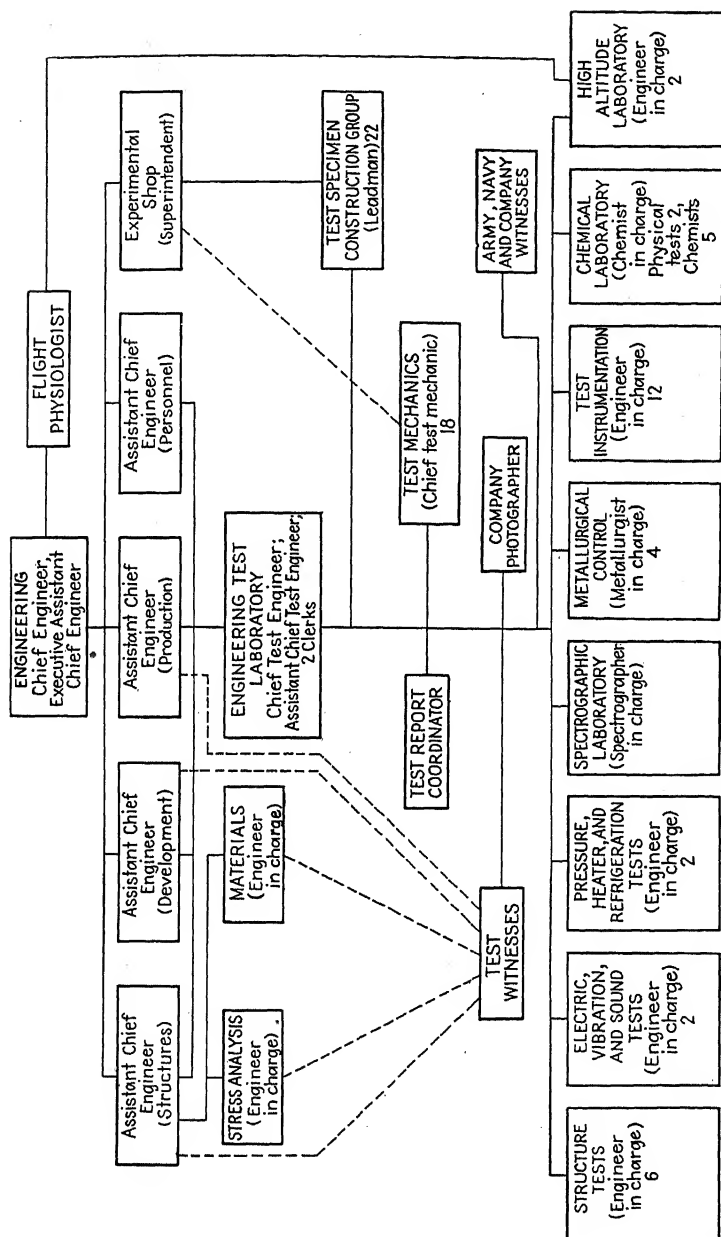 ENGINEERING
Chief Engineer,
Executive Assistant
Chief Engineer
FLIGHT
PHYSIOLOGIST
Assistant Chief
Engineer
(Structures)
Assistant Chief
Engineer
(Development)
Assistant Chief
Engineer
(Production)
Assistant Chief
Engineer
(Personnel)
Experimental
Shop
(Superintendent)
STRESS ANALYSIS
(Engineer
in charge)
MATERIALS
(Engineer
in charge)
ENGINEERING TEST
LABORATORY
Chief Test Engineer;
Assistant Chief Test Engineer;
2 Clerks
TEST SPECIMEN
CONSTRUCTION GROUP
(Leadman) 22
TEST REPORT
COORDINATOR
TEST MECHANICS
(Chief test mechanic)
18
TEST
WITNESSES
COMPANY
PHOTOGRAPHER
ARMY, NAVY
AND COMPANY
WITNESSES
STRUCTURE
TESTS
(Engineer
in charge)
6
ELECTRIC,
VIBRATION,
AND SOUND
TESTS
(Engineer
in charge)
2
PRESSURE,
HEATER, AND
REFRIGERATION
TESTS
(Engineer
in charge)
2
SPECTROGRAPHIC
LABORATORY
(Spectrographer
in charge)
METALLURGICAL
CONTROL
(Metallurgist
in charge)
4
TEST
INSTRUMENTATION
(Engineer
in charge)
12
CHEMICAL
LABORATORY
(Chemist
in charge)
Physical
tests 2,
Chemists
5
HIGH
ALTITUDE
LABORATORY
(Engineer
in charge)
2